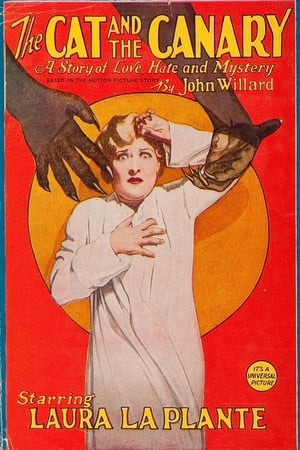 The CAT AND THE CANARY
A Story of Love, Hate and Mystery
BASED ON THE MOTION PICTURE STORY
By John Willard
IT'S A
UNIVERSAL
PICTURE
Starring
LAURA LA PLANTE